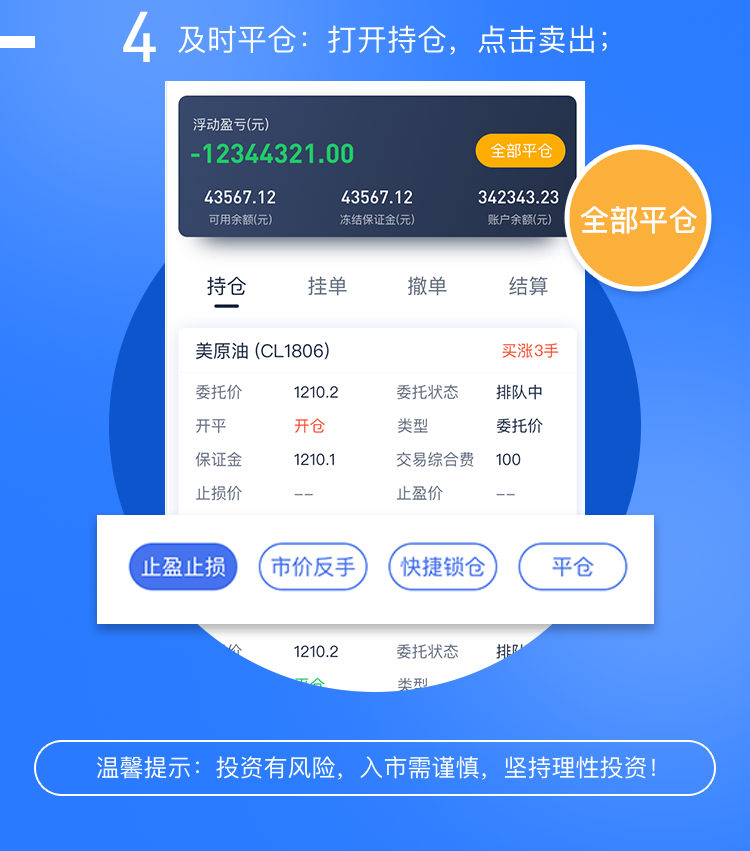 4 及时平仓：打开持仓，点击卖出；
浮动盈亏(元)
-12344321.00
全部平仓
43567.12 43567.12 342343.23
可用余额(元) 冻结保证金(元) 账户余额(元)
全部平仓
持仓 挂单 撤单 结算
美原油 (CL1806) 买涨3手
委托价 1210.2 委托状态 排队中
开平 开仓 类型 委托价
保证金 1210.1 交易综合费 100
止损价 -- 止盈价 --
止盈止损 市价反手 快捷锁仓 平仓
价 1210.2 委托状态 排队
平仓 类型
温馨提示：投资有风险，入市需谨慎，坚持理性投资！